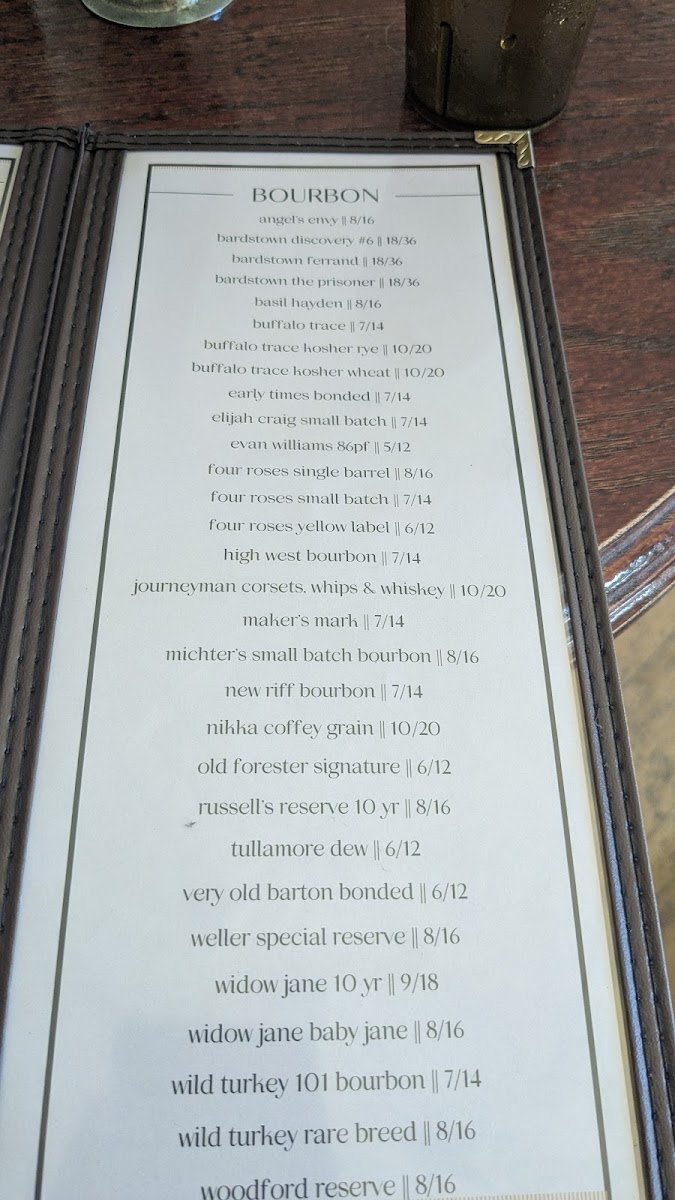 BOURBON
angel's envy || 8/16
bardstown discovery #6 || 18/36
bardstown ferrand || 18/36
bardstown the prisoner || 18/36
basil hayden || 8/16
buffalo trace || 7/14
buffalo trace kosher rye || 10/20
buffalo trace kosher wheat || 10/20
early times bonded || 7/14
elijah craig small batch || 7/14
evan williams 86pf || 5/12
four roses single barrel || 8/16
four roses small batch || 7/14
four roses yellow label || 6/12
high west bourbon || 7/14
journeyman corsets, whips & whiskey || 10/20
maker's mark || 7/14
michter's small batch bourbon || 8/16
new riff bourbon || 7/14
nikka coffey grain || 10/20
old forester signature || 6/12
russell's reserve 10 yr || 8/16
tullamore dew || 6/12
very old barton bonded || 6/12
weller special reserve || 8/16
widow jane 10 yr || 9/18
widow jane baby jane || 8/16
wild turkey 101 bourbon || 7/14
wild turkey rare breed || 8/16
woodford reserve || 8/16